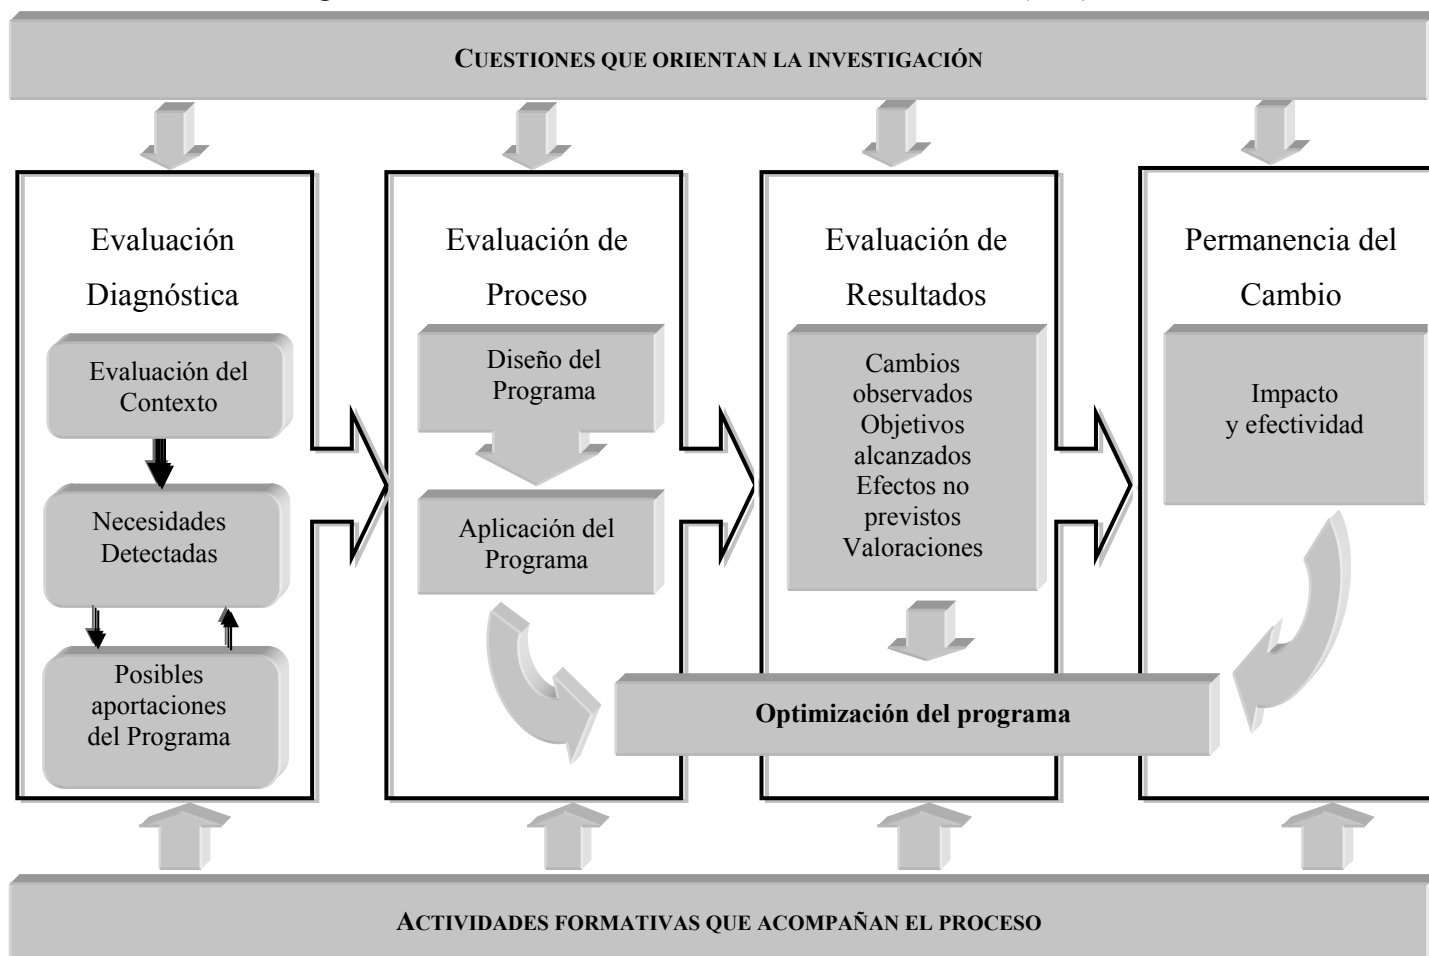 CUESTIONES QUE ORIENTAN LA INVESTIGACIÓN
Evaluación
Diagnóstica
Evaluación del
Contexto
Necesidades
Detectadas
Posibles
aportaciones
del Programa
Evaluación de
Proceso
Diseño del
Programa
Aplicación del
Programa
Evaluación de
Resultados
Cambios
observados
Objetivos
alcanzados
Efectos no
previstos
Valoraciones
Permanencia del
Cambio
Impacto
y efectividad
Optimización del programa
ACTIVIDADES FORMATIVAS QUE ACOMPAÑAN EL PROCESO